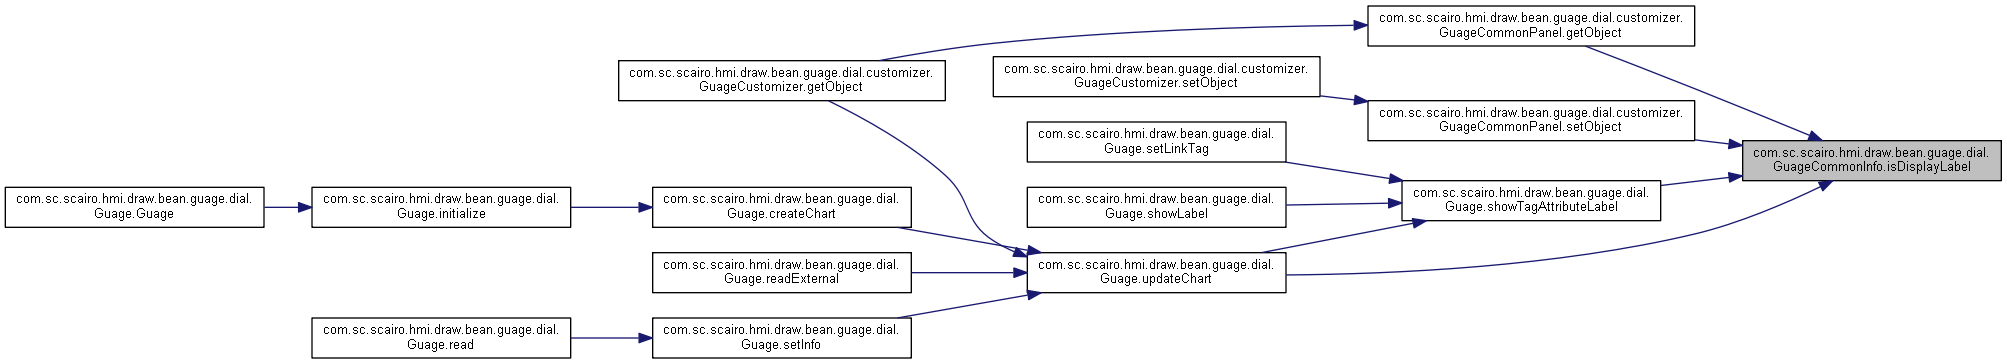 com.sc.scairo.hmi.draw.bean.guage.dial.customizer.
GuageCommonPanel.getObject
com.sc.scairo.hmi.draw.bean.guage.dial.customizer.
GuageCustomizer.getObject
com.sc.scairo.hmi.draw.bean.guage.dial.customizer.
GuageCustomizer.setObject
com.sc.scairo.hmi.draw.bean.guage.dial.customizer.
GuageCommonPanel.setObject
com.sc.scairo.hmi.draw.bean.guage.dial.
Guage.setLinkTag
com.sc.scairo.hmi.draw.bean.guage.dial.
GuageCommonInfo.isDisplayLabel
com.sc.scairo.hmi.draw.bean.guage.dial.
Guage.Guage
com.sc.scairo.hmi.draw.bean.guage.dial.
Guage.initialize
com.sc.scairo.hmi.draw.bean.guage.dial.
Guage.createChart
com.sc.scairo.hmi.draw.bean.guage.dial.
Guage.showLabel
com.sc.scairo.hmi.draw.bean.guage.dial.
Guage.showTagAttributeLabel
com.sc.scairo.hmi.draw.bean.guage.dial.
Guage.readExternal
com.sc.scairo.hmi.draw.bean.guage.dial.
Guage.updateChart
com.sc.scairo.hmi.draw.bean.guage.dial.
Guage.read
com.sc.scairo.hmi.draw.bean.guage.dial.
Guage.setInfo